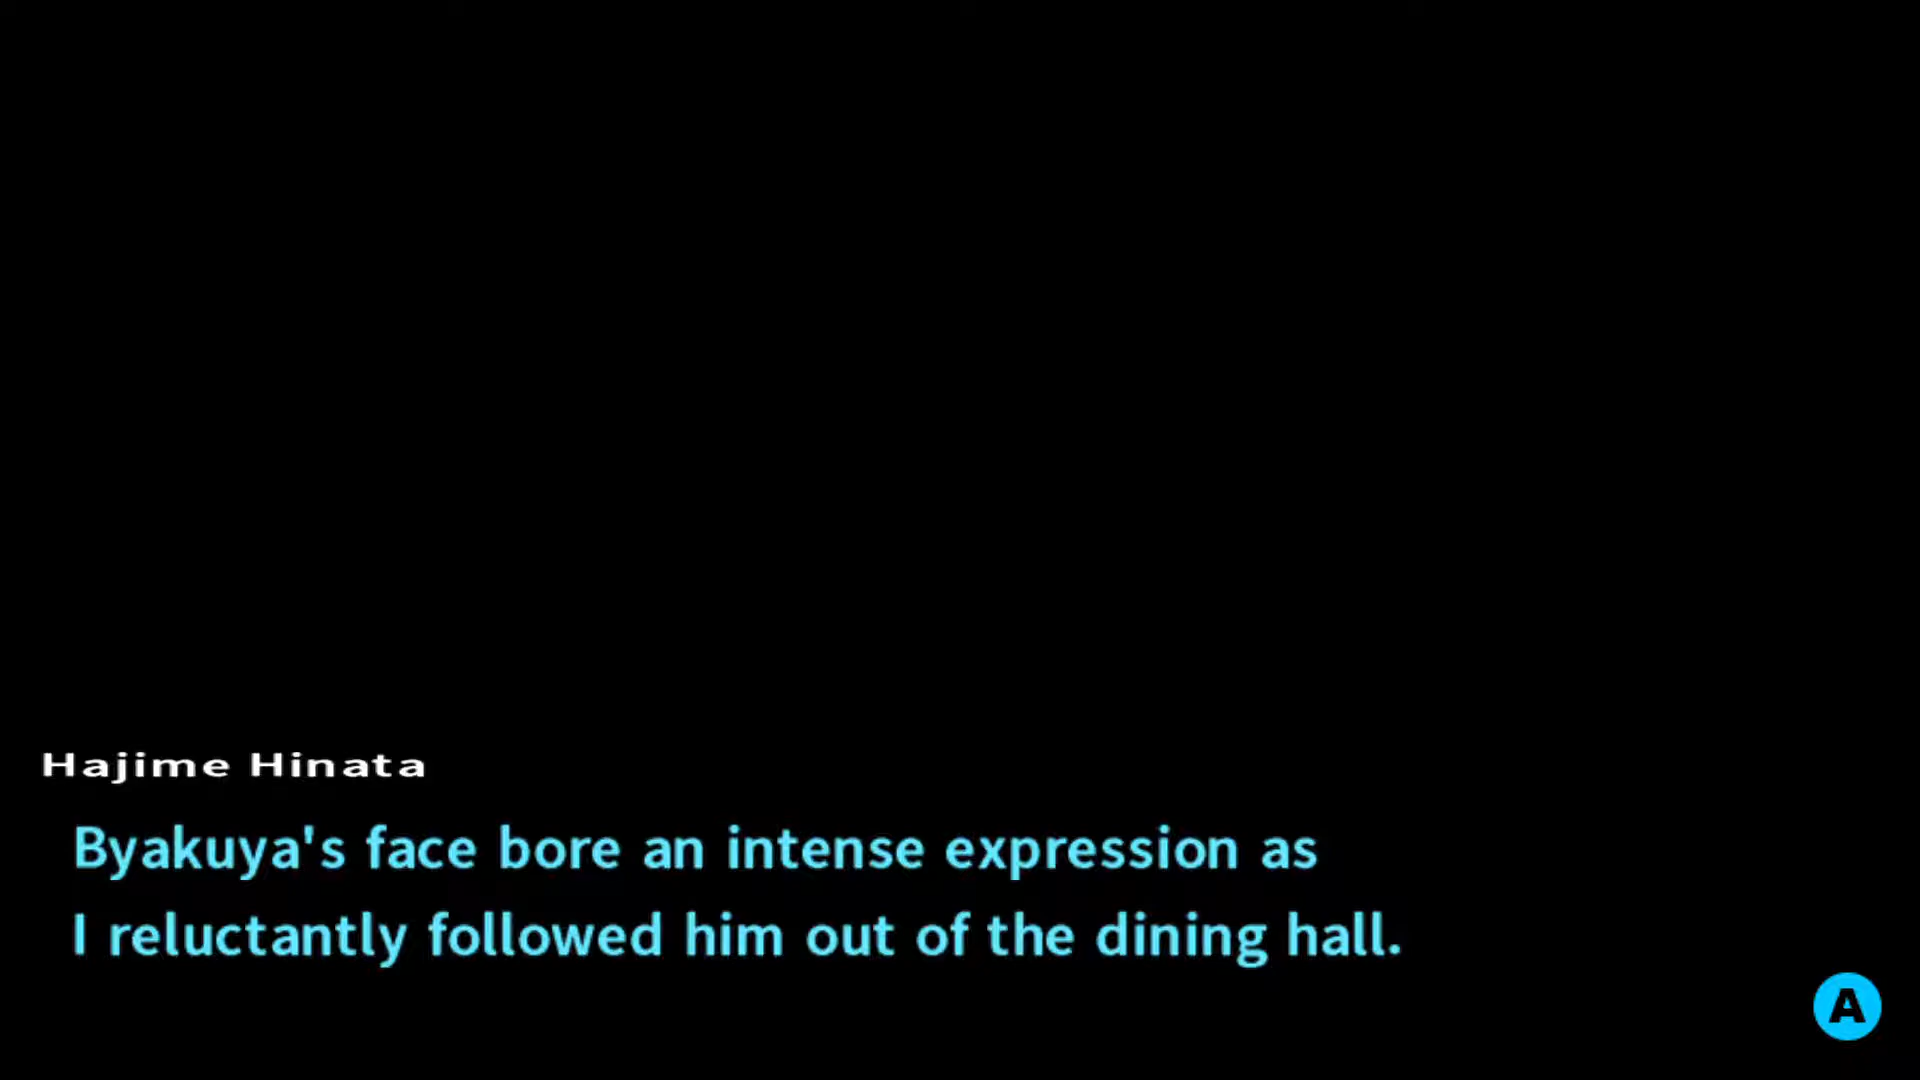 Hajime Hinata
Byakuya's face bore an intense expression as
I reluctantly followed him out of the dining hall.
A